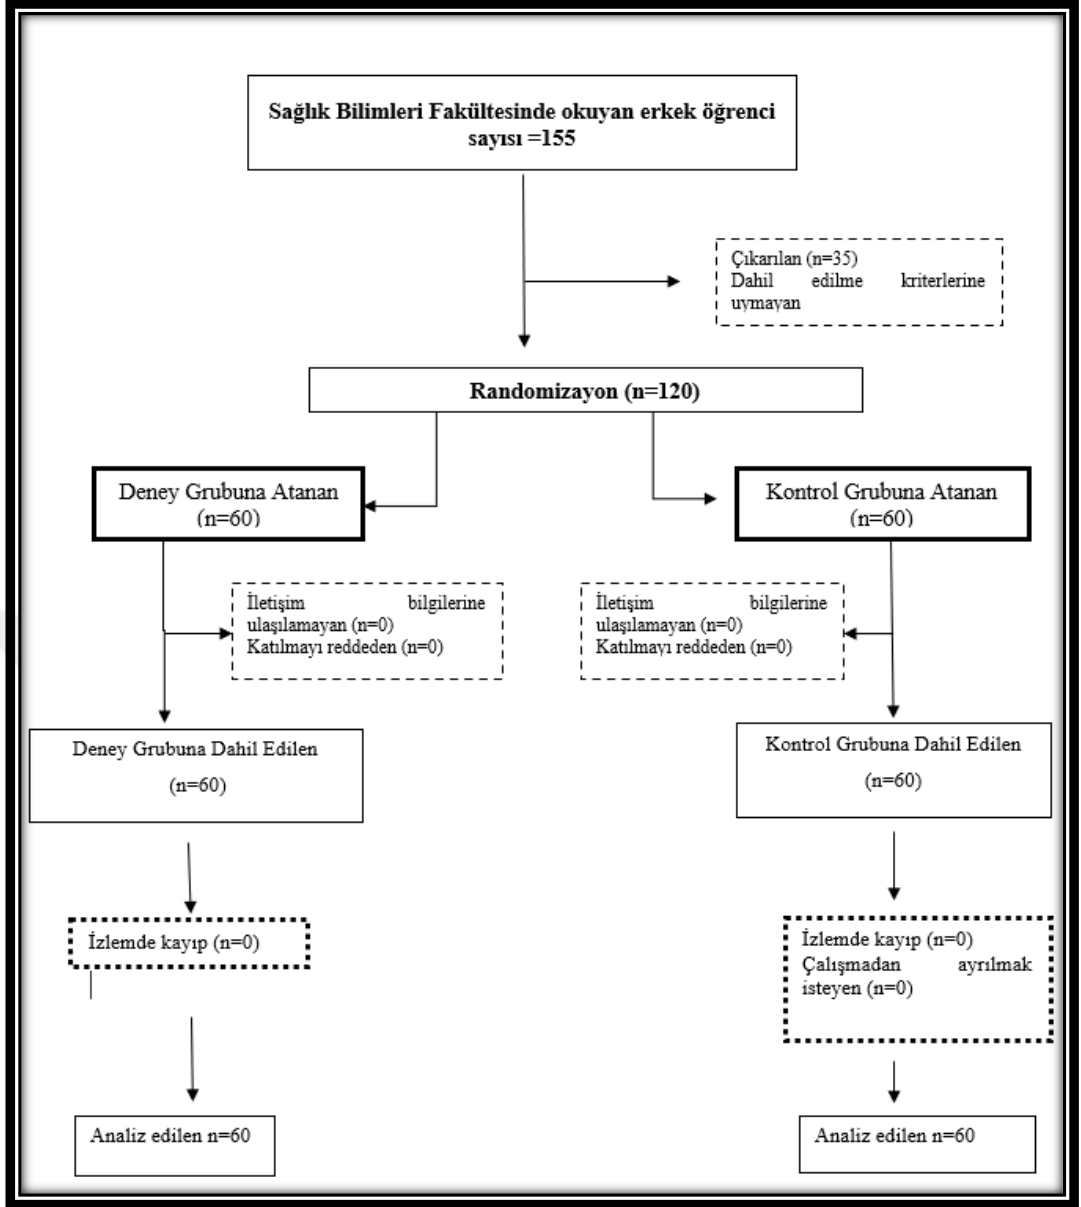 Sağlık Bilimleri Fakültesinde okuyan erkek öğrenci
sayısı =155
Çıkarılan (n=35)
Dahil edilme kriterlerine
uymayan
Randomizayon (n=120)
Deney Grubuna Atanan
(n=60)
Kontrol Grubuna Atanan
(n=60)
İletişim bilgilerine
ulaşılamayan (n=0)
Katılmayı reddeden (n=0)
İletişim bilgilerine
ulaşılamayan (n=0)
Katılmayı reddeden (n=0)
Deney Grubuna Dahil Edilen
(n=60)
Kontrol Grubuna Dahil Edilen
(n=60)
İzlemde kayıp (n=0)
İzlemde kayıp (n=0)
Çalışmadan ayrılmak
isteyen (n=0)
Analiz edilen n=60
Analiz edilen n=60